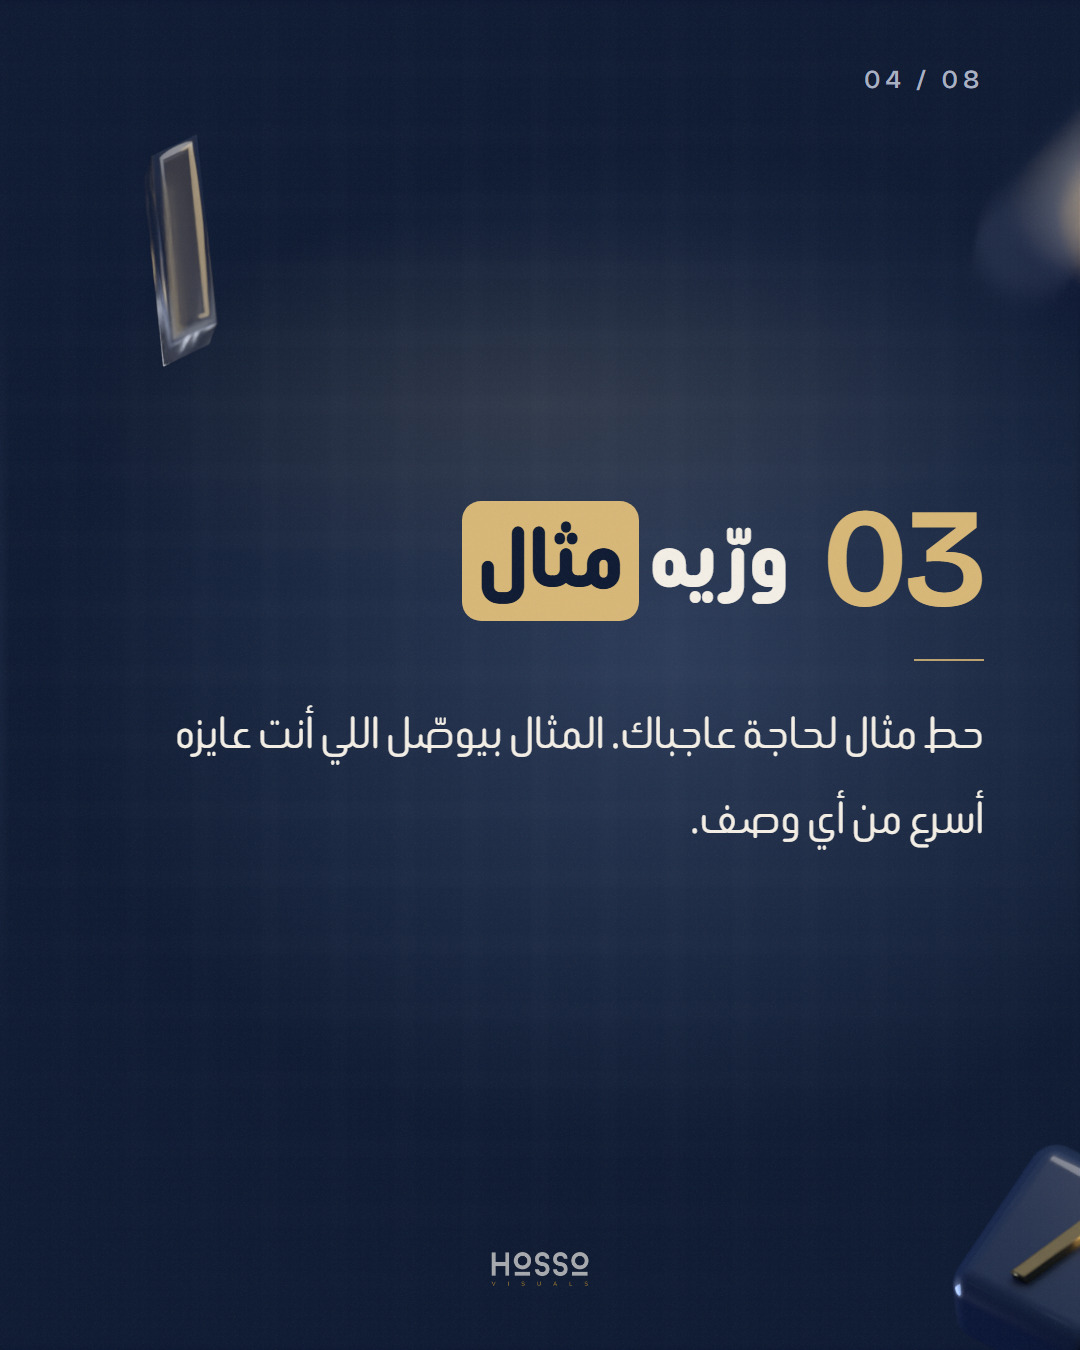 04 / 08
03 ورّيه مثال
حط مثال لحاجة عاجباك. المثال بيوصّل اللي أنت عايزه
أسرع من أي وصف.
HOSSO
VISUALS